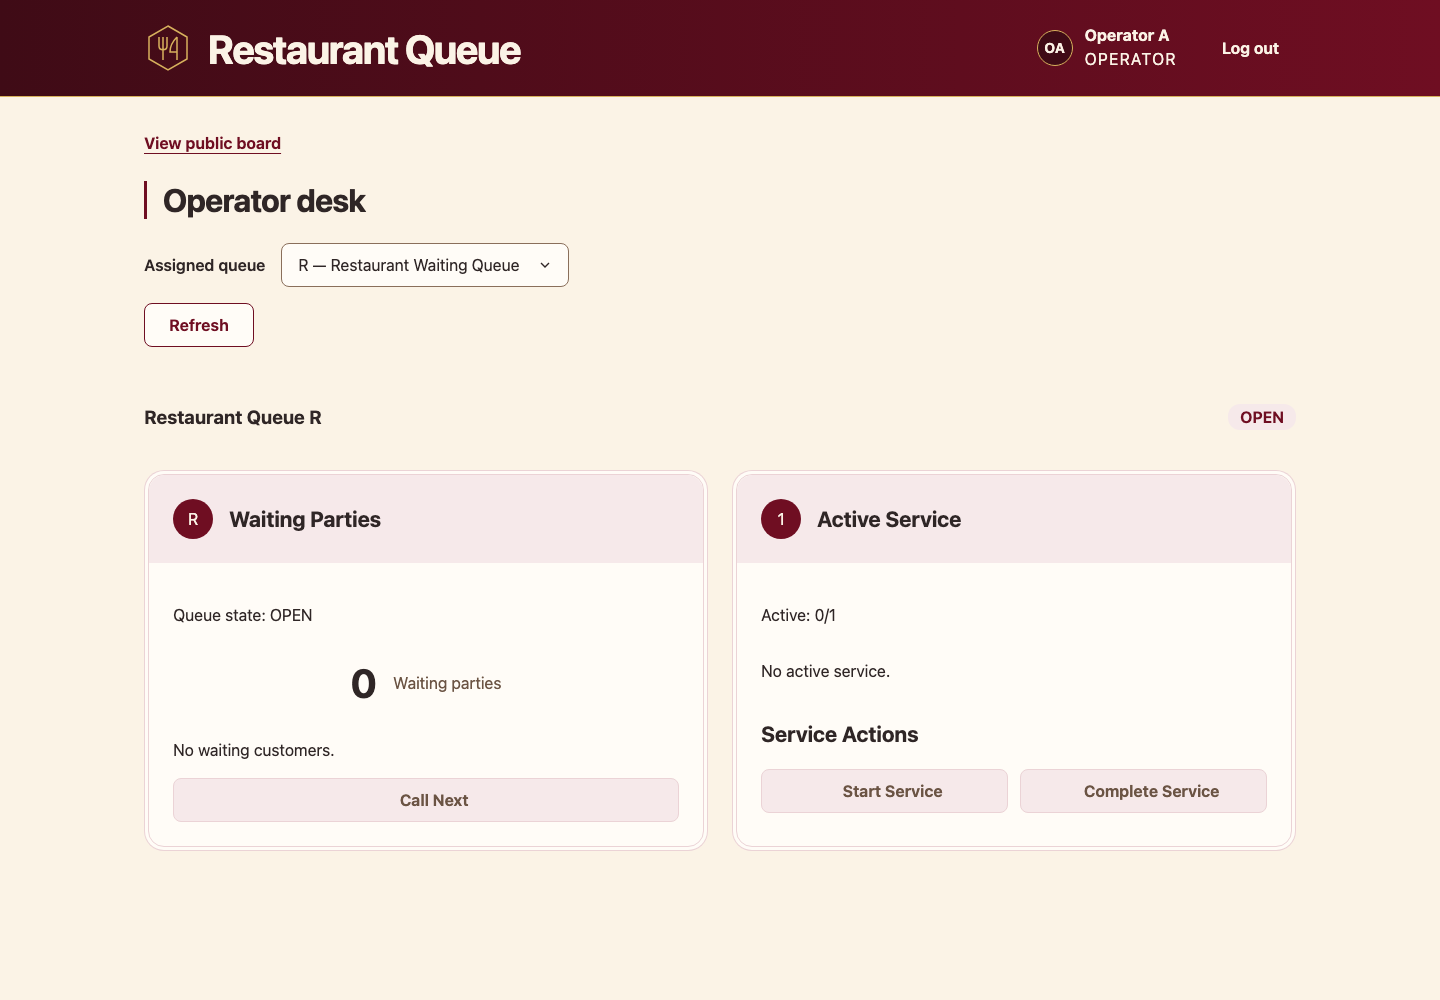 Restaurant Queue
OA
Operator A
OPERATOR
Log out
View public board
Operator desk
Assigned queue
R — Restaurant Waiting Queue
Refresh
Restaurant Queue R
OPEN
R
Waiting Parties
Queue state: OPEN
0 Waiting parties
No waiting customers.
Call Next
1
Active Service
Active: 0/1
No active service.
Service Actions
Start Service
Complete Service